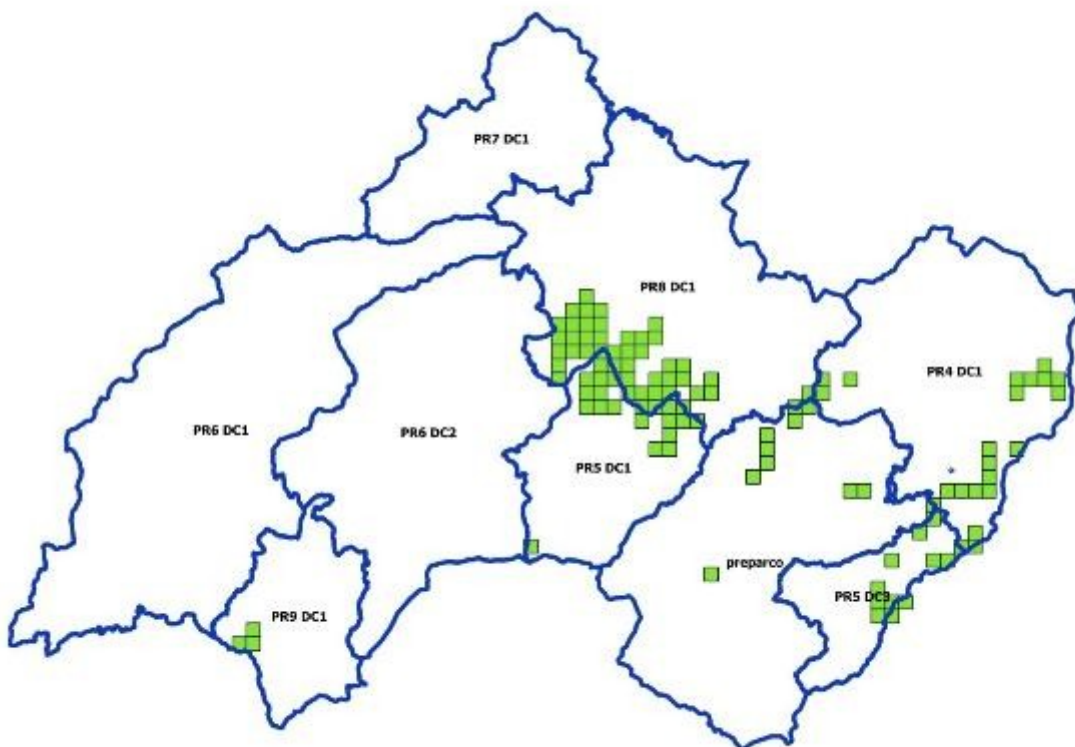 PR7 DC1
PR8 DC1
PR4 DC1
PR6 DC1
PR6 DC2
PR5 DC1
preparco
PR5 DC3
PR9 DC1